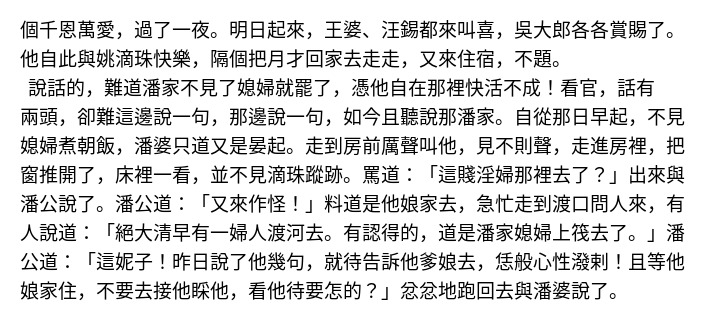 個千恩萬愛，過了一夜。明日起來，王婆、汪錫都來叫喜，吳大郎各各賞賜了。
他自此與姚滴珠快樂，隔個把月才回家去走走，又來住宿，不題。
說話的，難道潘家不見了媳婦就罷了，憑他自在那裡快活不成！看官，話有
兩頭，卻難這邊說一句，那邊說一句，如今且聽說那潘家。自從那日早起，不見
媳婦煮朝飯，潘婆只道又是晏起。走到房前厲聲叫他，見不則聲，走進房裡，把
窗推開了，床裡一看，並不見滴珠蹤跡。罵道：「這賤淫婦那裡去了？」出來與
潘公說了。潘公道：「又來作怪！」料道是他娘家去，急忙走到渡口問人來，有
人說道：「絕大清早有一婦人渡河去。有認得的，道是潘家媳婦上筏去了。」潘
公道：「這妮子！昨日說了他幾句，就待告訴他爹娘去，恁般心性潑剌！且等他
娘家住，不要去接他睬他，看他待要怎的？」忿忿地跑回去與潘婆說了。